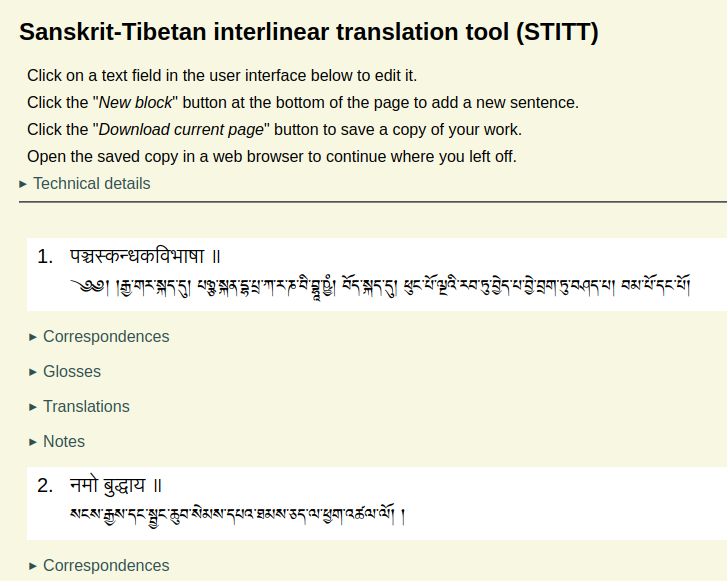 Sanskrit-Tibetan interlinear translation tool (STITT)
Click on a text field in the user interface below to edit it.
Click the "New block" button at the bottom of the page to add a new sentence.
Click the "Download current page" button to save a copy of your work.
Open the saved copy in a web browser to continue where you left off.
► Technical details
1. पञ्चस्कन्धकविभाषा ॥
༄༅། །རྒྱ་གར་སྐད་དུ། པཉྩ་སྐན་དྷ་པྲ་ཀ་ར་ཎ་བི་ བོད་སྐད་དུ། ཕུང་པོ་ལྔའི་རབ་ཏུ་བྱེད་པ་བྱེ་བྲག་ཏུ་བཤད་པ། བམ་པོ་དང་པོ།
► Correspondences
► Glosses
► Translations
► Notes
2. नमो बुद्धाय ॥
སངས་རྒྱས་དང་བྱང་ཆུབ་སེམས་དཔའ་ཐམས་ཅད་ལ་ཕྱག་འཚལ་ལོ། །
► Correspondences